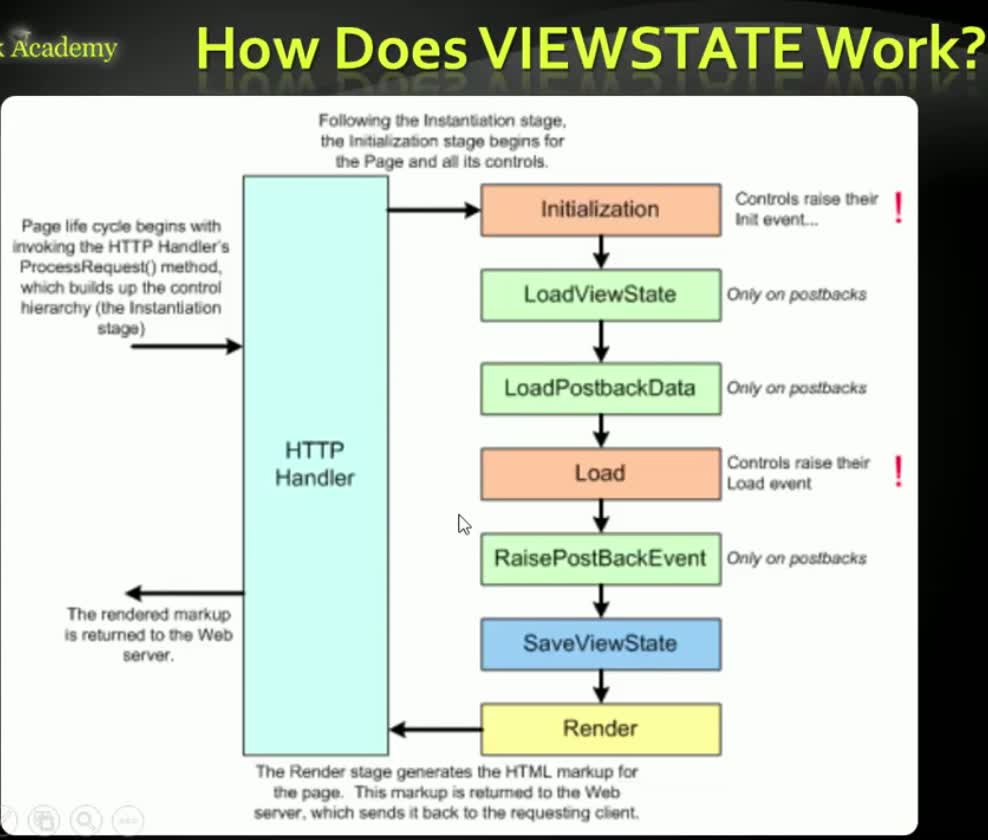 Academy
How Does VIEWSTATE Work?
Following the Instantiation stage,
the Initialization stage begins for
the Page and all its controls.
Page life cycle begins with
invoking the HTTP Handler's
ProcessRequest() method,
which builds up the control
hierarchy (the Instantiation
stage)
HTTP
Handler
The rendered markup
is returned to the Web
server.
Initialization
Controls raise their
Init event...
!
LoadViewState
Only on postbacks
LoadPostbackData
Only on postbacks
Load
Controls raise their
Load event
!
RaisePostBackEvent
Only on postbacks
SaveViewState
Render
The Render stage generates the HTML markup for
the page. This markup is returned to the Web
server, which sends it back to the requesting client.